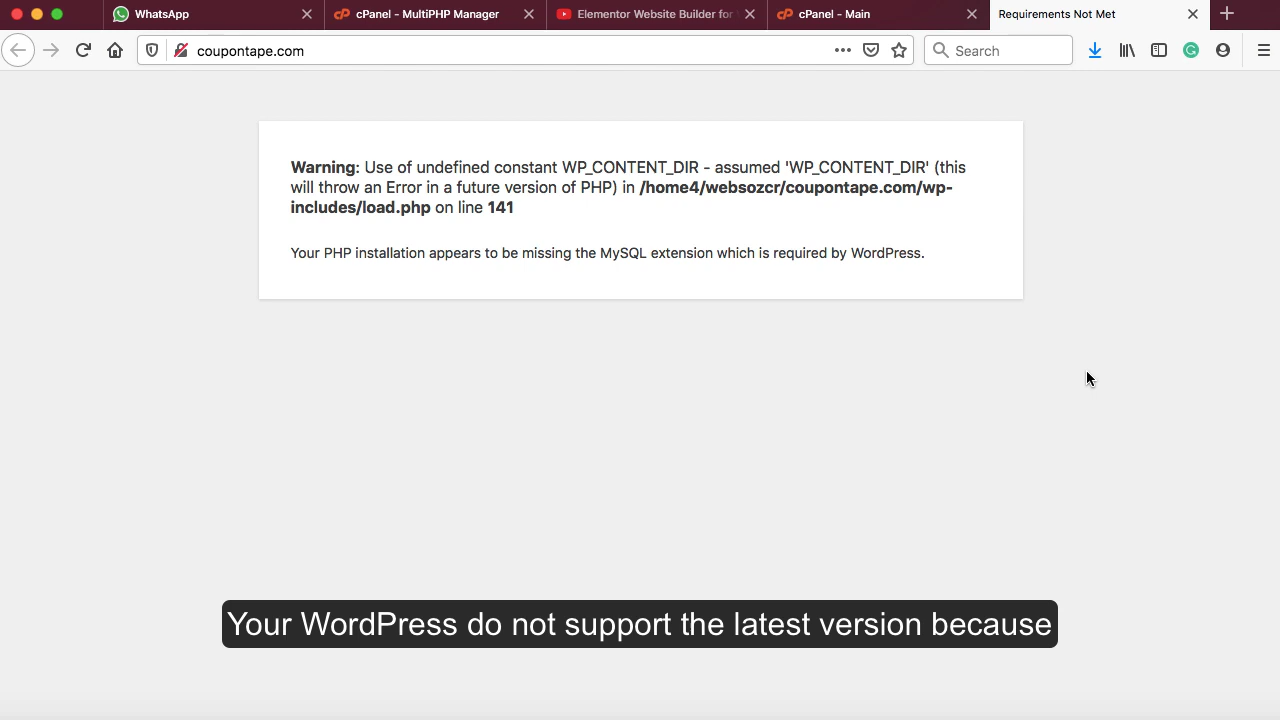 WhatsApp
cPanel - MultiPHP Manager
Elementor Website Builder for
cPanel - Main
Requirements Not Met
coupontape.com
Search
Warning: Use of undefined constant WP_CONTENT_DIR - assumed 'WP_CONTENT_DIR' (this
will throw an Error in a future version of PHP) in /home4/websozcr/coupontape.com/wp-
includes/load.php on line 141
Your PHP installation appears to be missing the MySQL extension which is required by WordPress.
Your WordPress do not support the latest version because